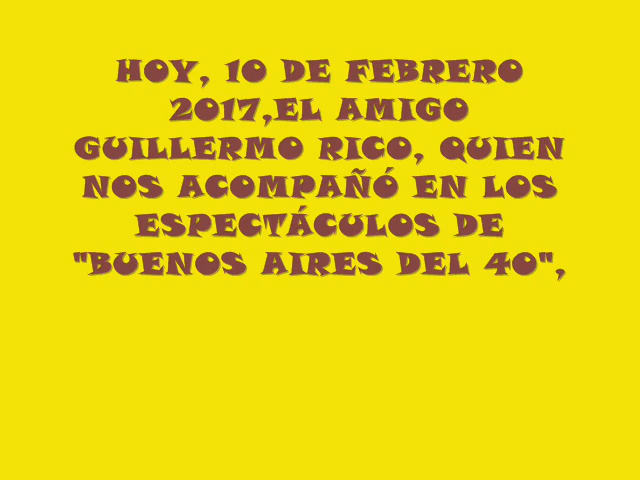 HOY, 10 DE FEBRERO
2017,EL AMIGO
GUILLERMO RICO, QUIEN
NOS ACOMPAÑÓ EN LOS
ESPECTÁCULOS DE
"BUENOS AIRES DEL 40",